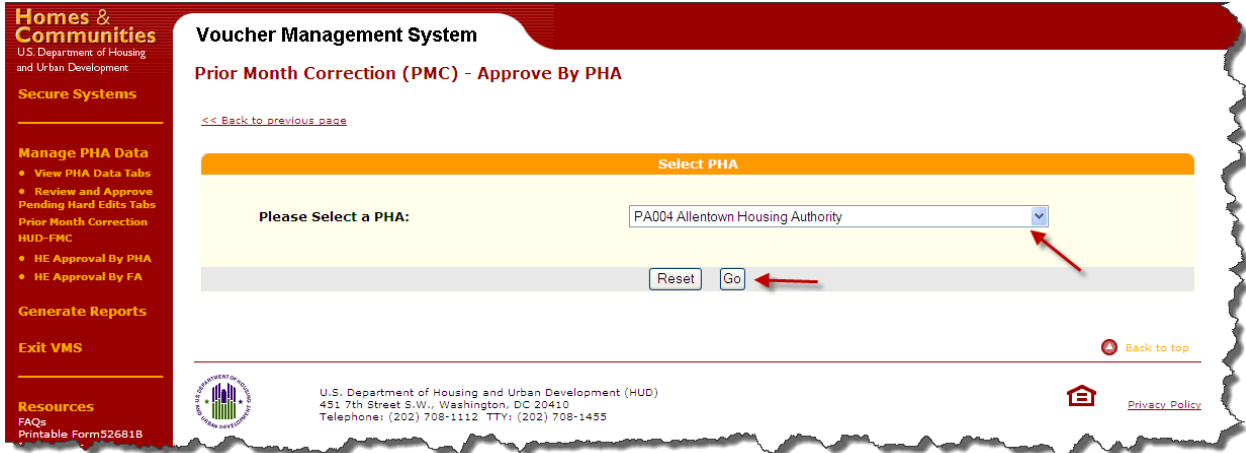 Homes &
Communities
U.S. Department of Housing
and Urban Development
Secure Systems
Manage PHA Data
• View PHA Data Tabs
• Review and Approve
Pending Hard Edits Tabs
Prior Month Correction
HUD-FMC
• HE Approval By PHA
• HE Approval By FA
Generate Reports
Exit VMS
Resources
FAQs
Printable Form52681B
Voucher Management System
Prior Month Correction (PMC) - Approve By PHA
<< Back to previous page
Select PHA
Please Select a PHA:
PA004 Allentown Housing Authority
Reset Go
Back to top
U.S. Department of Housing and Urban Development (HUD)
451 7th Street S.W., Washington, DC 20410
Telephone: (202) 708-1112 TTY: (202) 708-1455
Privacy Policy